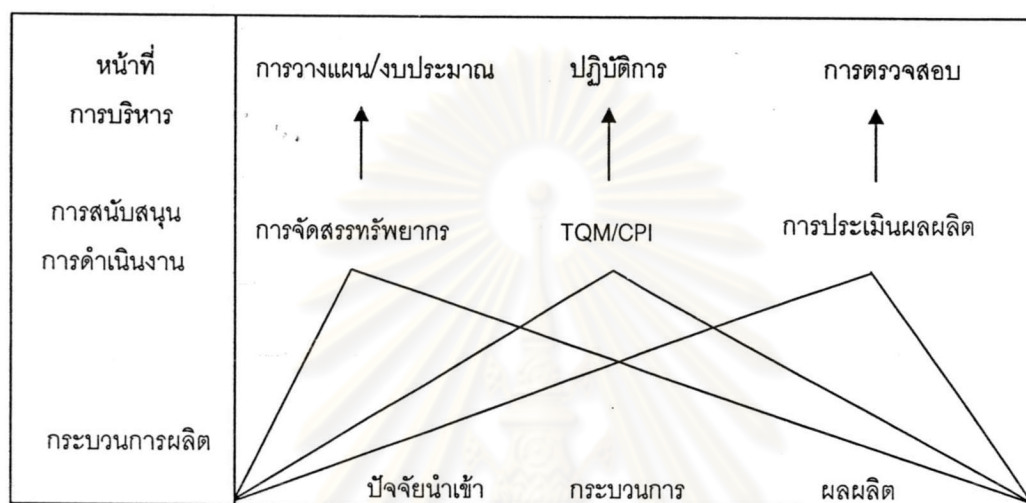 หน้าที่ การวางแผน/งบประมาณ ปฏิบัติการ การตรวจสอบ
การบริหาร
การสนับสนุน การจัดสรรทรัพยากร TQM/CPI การประเมินผลผลิต
การดำเนินงาน
กระบวนการผลิต
ปัจจัยนำเข้า กระบวนการ ผลผลิต